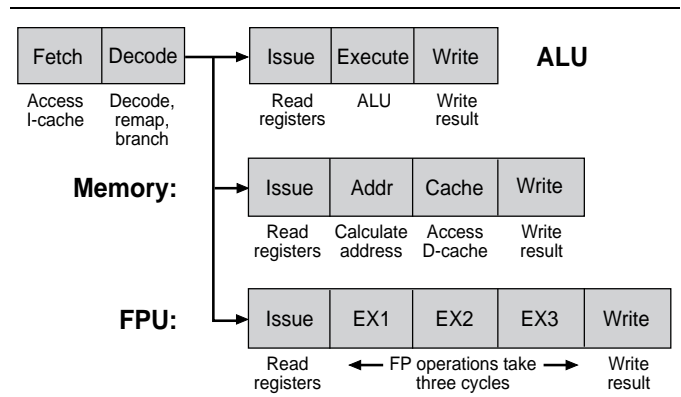 Fetch Decode Issue Execute Write ALU
Access I-cache
Decode, remap, branch
Read registers
ALU
Write result
Memory: Issue Addr Cache Write
Read registers
Calculate address
Access D-cache
Write result
FPU: Issue EX1 EX2 EX3 Write
Read registers
FP operations take three cycles
Write result